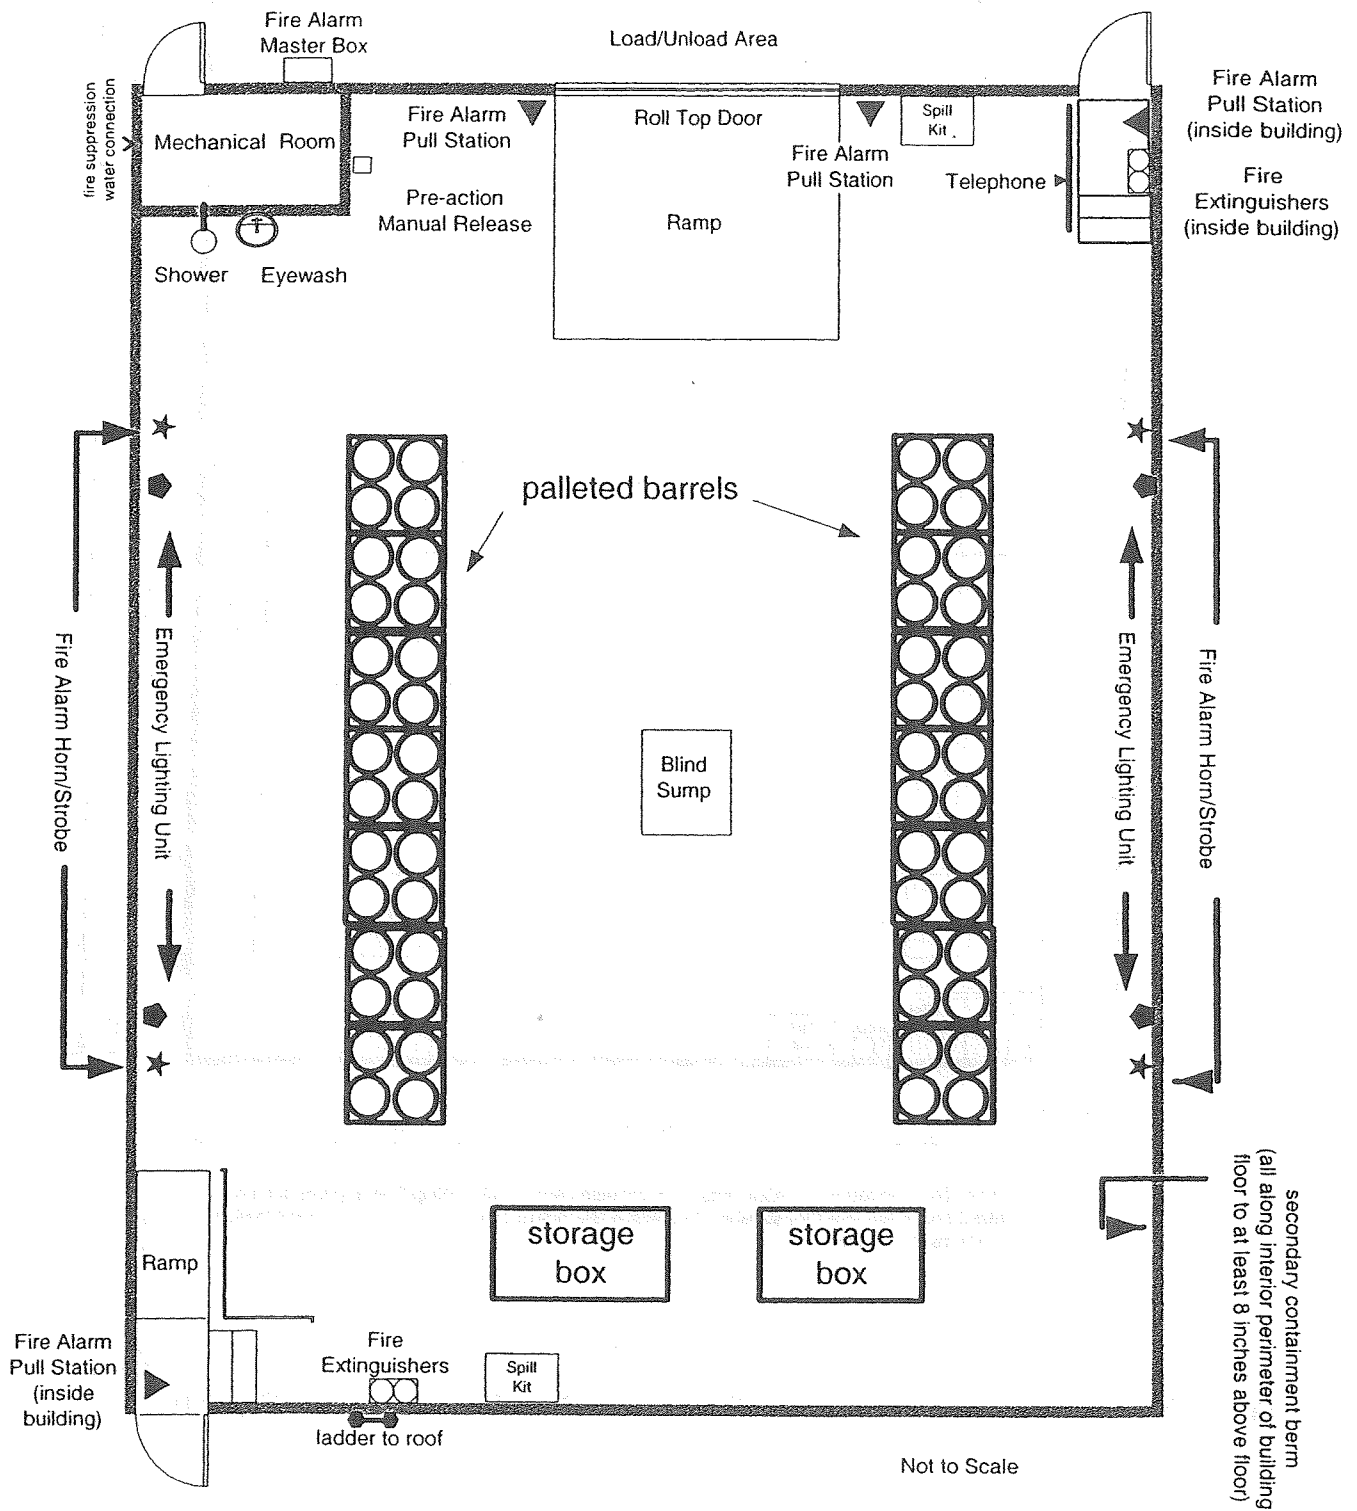 Fire Alarm
Master Box
Load/Unload Area
fire suppression
water connection
Mechanical Room
Fire Alarm
Pull Station
Roll Top Door
Spill
Kit
Fire Alarm
Pull Station
(inside building)
Fire Alarm
Pull Station
Telephone
Fire
Extinguishers
(inside building)
Pre-action
Manual Release
Ramp
Shower
Eyewash
palleted barrels
Fire Alarm Horn/Strobe
Emergency Lighting Unit
Blind
Sump
Emergency Lighting Unit
Fire Alarm Horn/Strobe
secondary containment berm
(all along interior perimeter of building
floor to at least 8 inches above floor)
Ramp
storage
box
storage
box
Fire Alarm
Pull Station
(inside
building)
Fire
Extinguishers
Spill
Kit
ladder to roof
Not to Scale